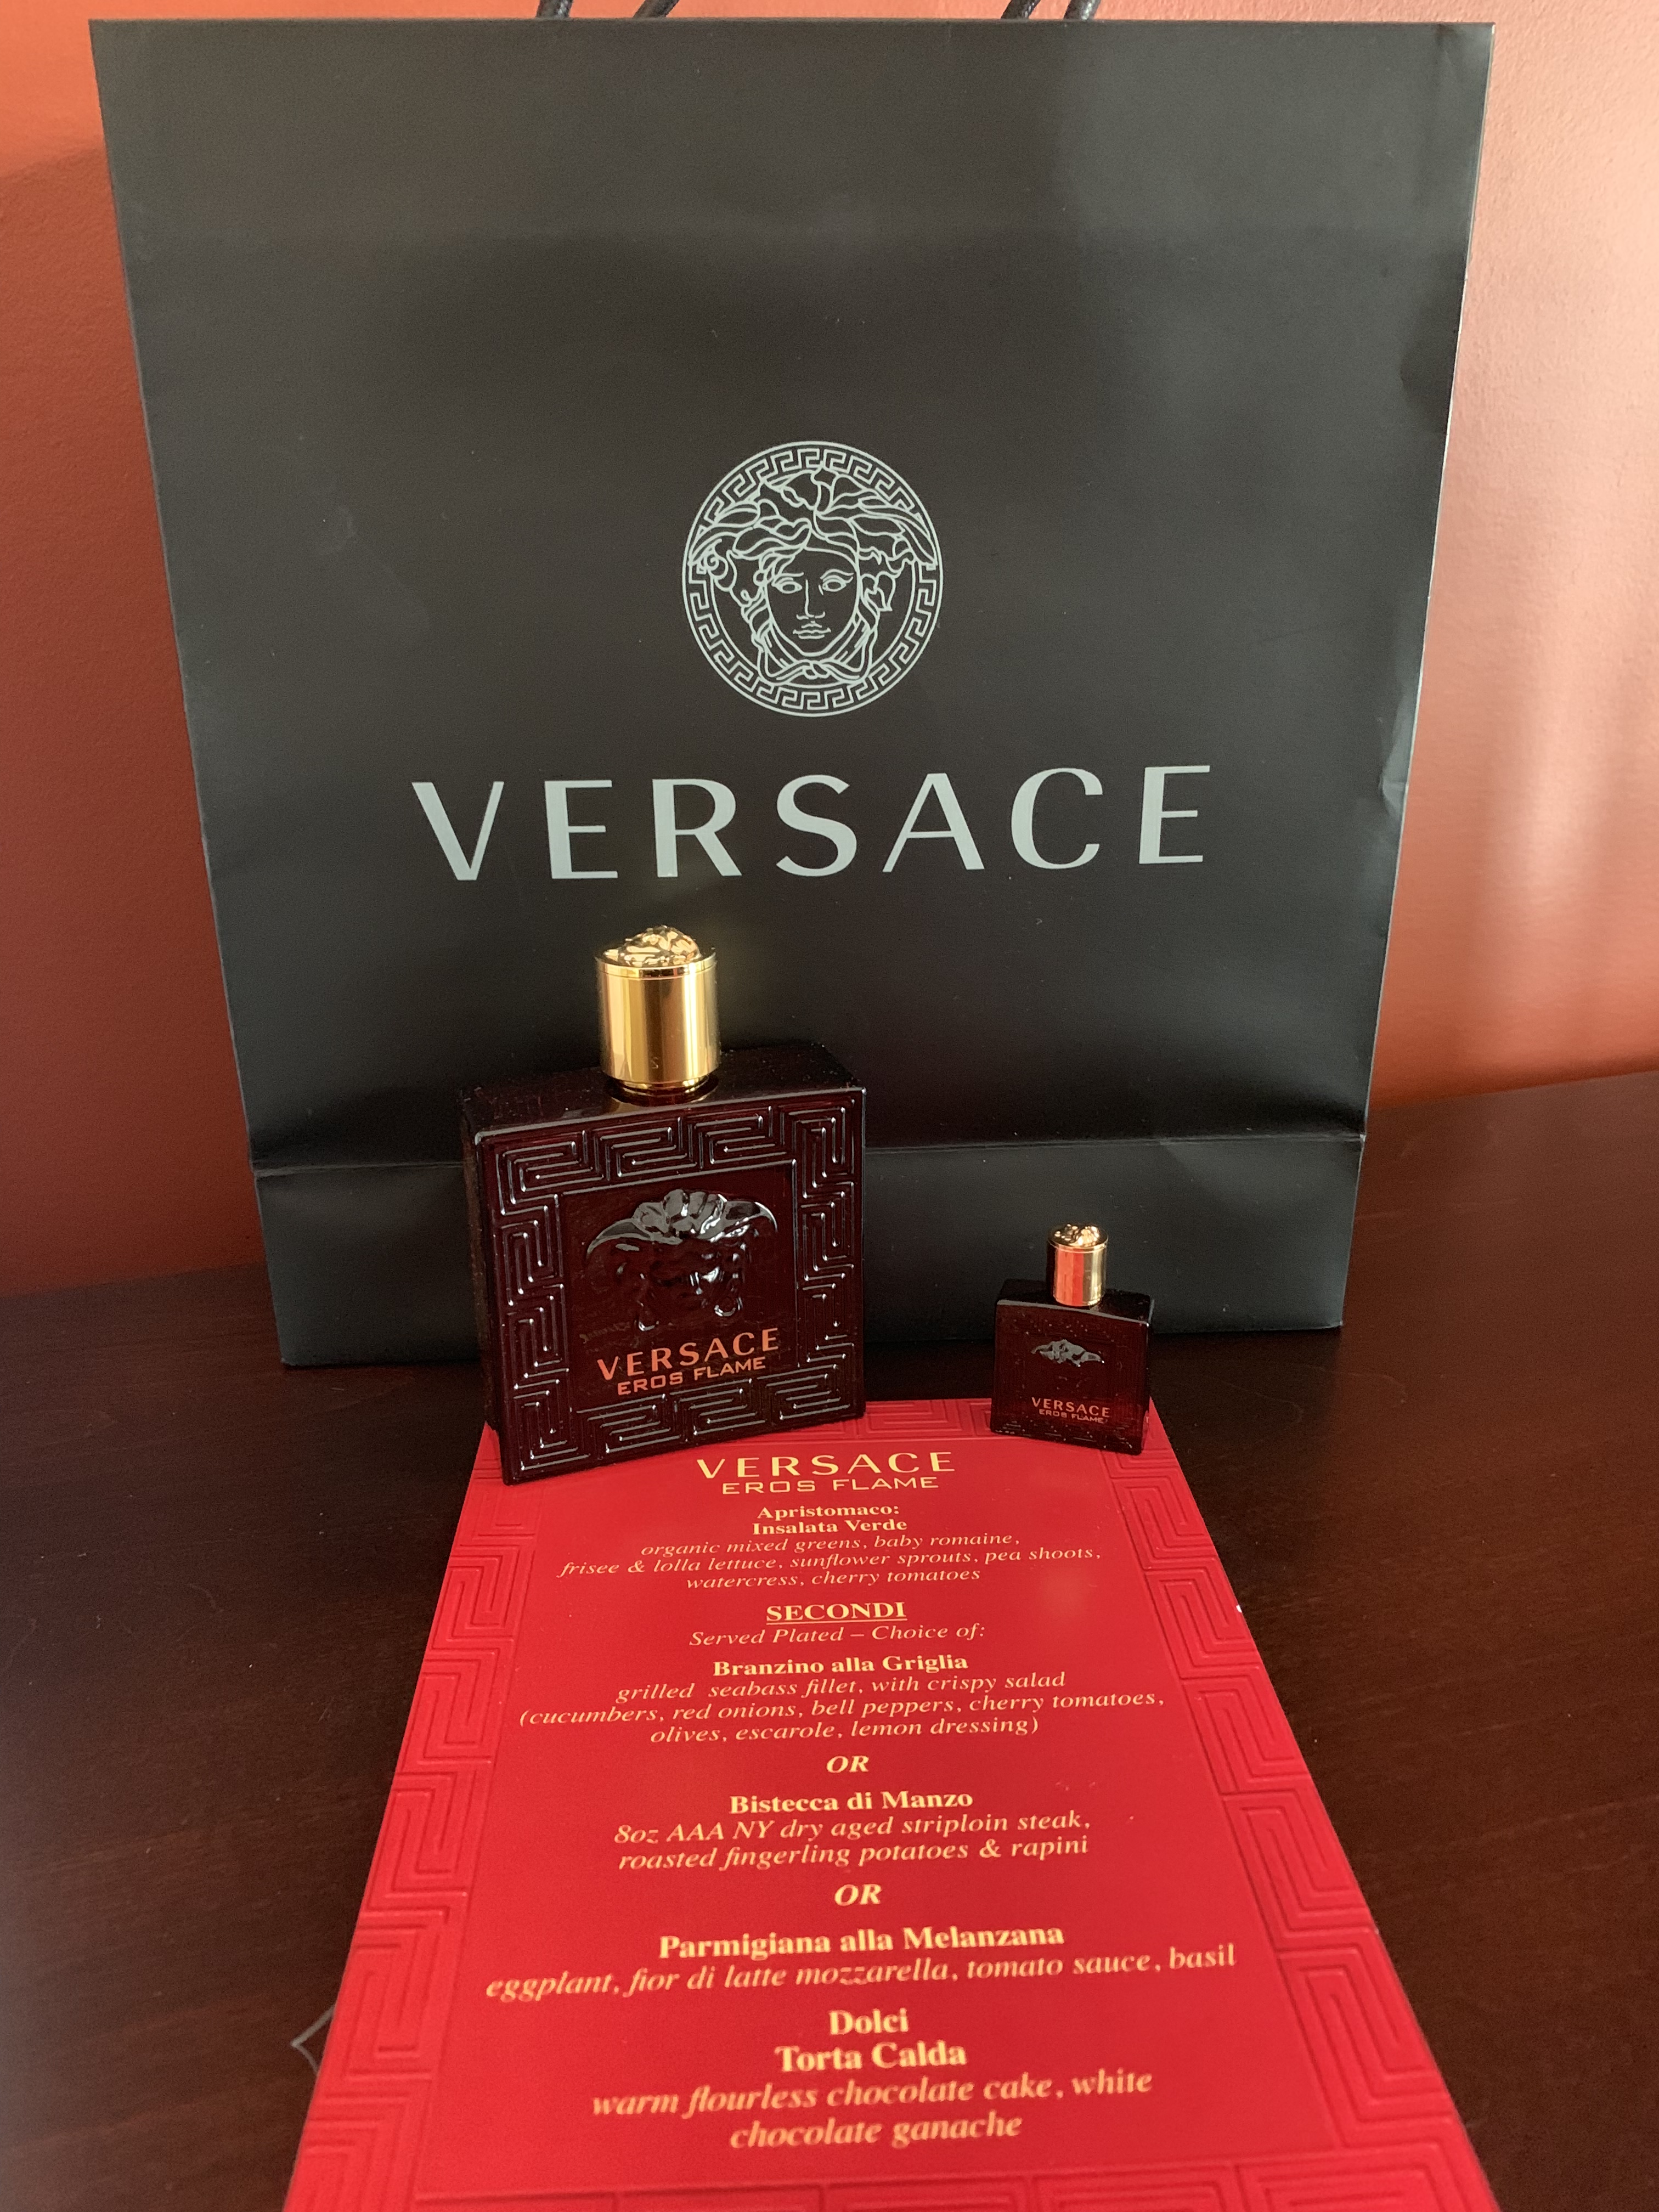 VERSACE
VERSACE
EROS FLAME
VERSACE
EROS FLAME
VERSACE
EROS FLAME
Apristomaco:
Insalata Verde
organic mixed greens, baby romaine,
frisee & lolla lettuce, sunflower sprouts, pea shoots,
watercress, cherry tomatoes
SECONDI
Served Plated – Choice of:
Branzino alla Griglia
grilled seabass fillet, with crispy salad
(cucumbers, red onions, bell peppers, cherry tomatoes,
olives, escarole, lemon dressing)
OR
Bistecca di Manzo
8oz AAA NY dry aged striploin steak,
roasted fingerling potatoes & rapini
OR
Parmigiana alla Melanzana
eggplant, fior di latte mozzarella, tomato sauce, basil
Dolci
Torta Calda
warm flourless chocolate cake, white
chocolate ganache